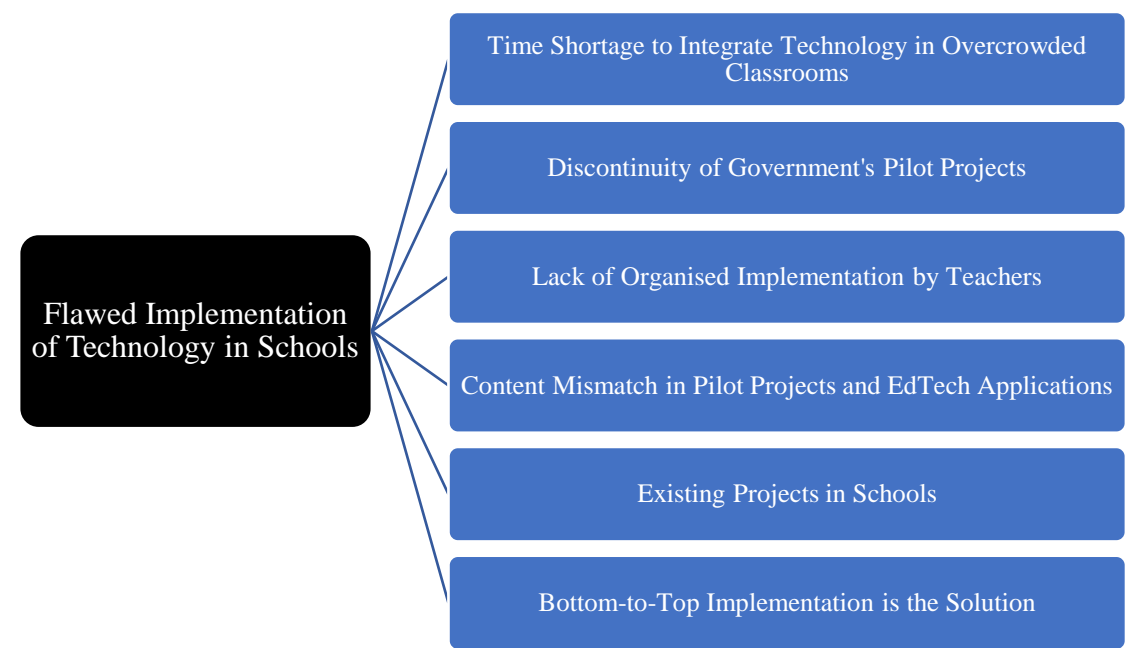 Time Shortage to Integrate Technology in Overcrowded
Classrooms
Discontinuity of Government's Pilot Projects
Lack of Organised Implementation by Teachers
Flawed Implementation
of Technology in Schools
Content Mismatch in Pilot Projects and EdTech Applications
Existing Projects in Schools
Bottom-to-Top Implementation is the Solution